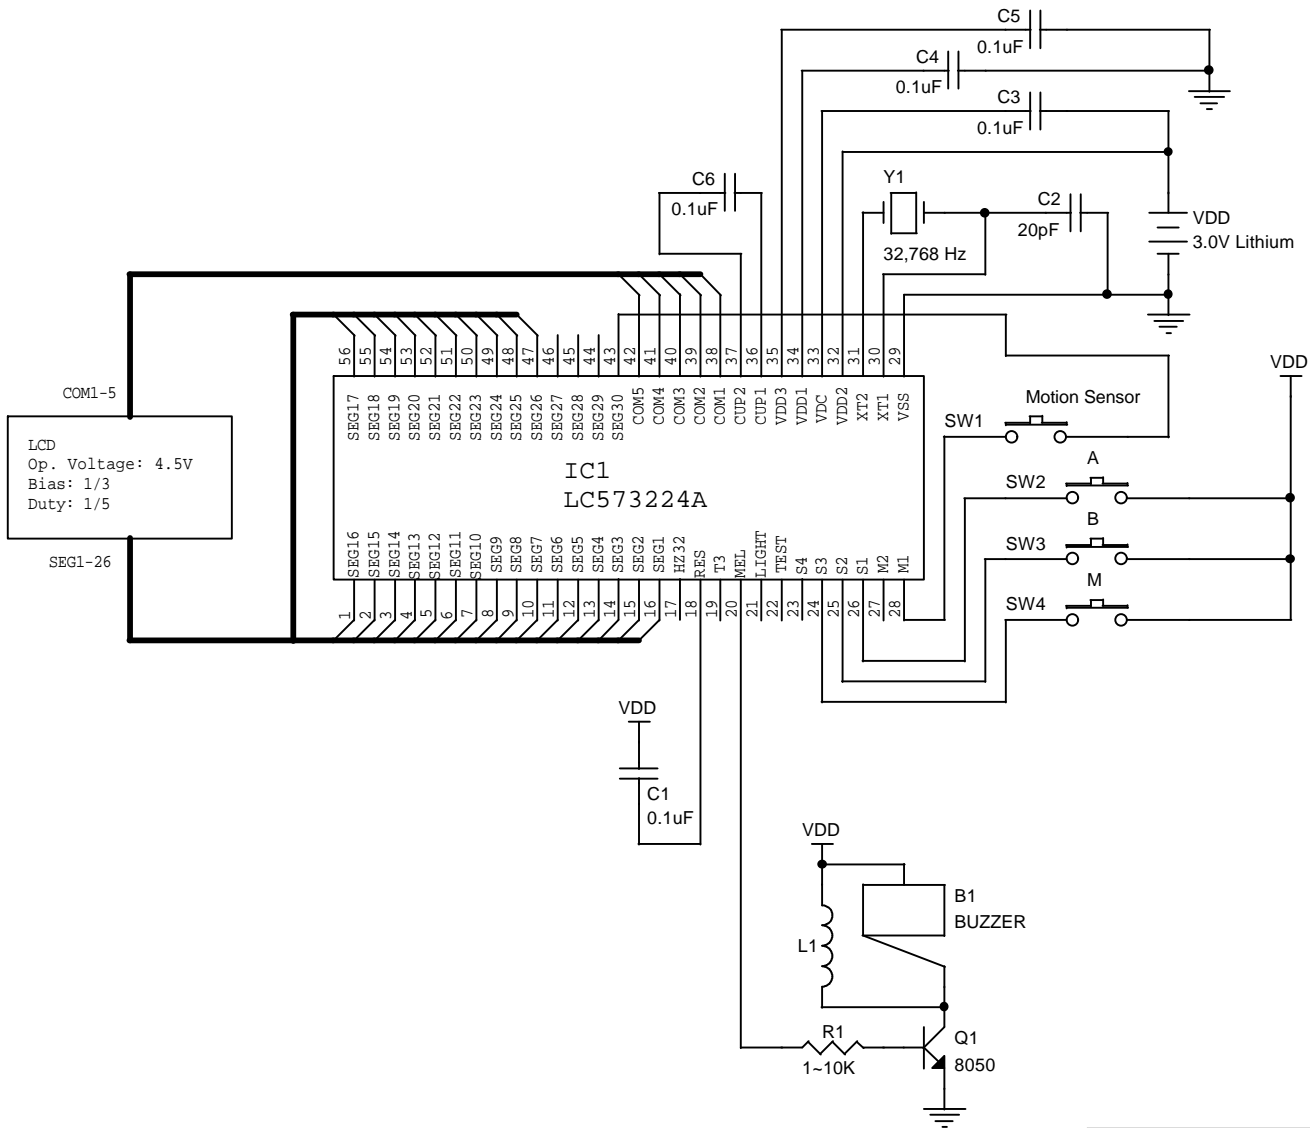 C5
0.1uF
C4
0.1uF
C3
0.1uF
C6
0.1uF
Y1
32,768 Hz
C2
20pF
VDD
3.0V Lithium
56 55 54 53 52 51 50 49 48 47 46 45 44 43 42 41 40 39 38 37 36 35 34 33 32 31 30 29
SEG17 SEG18 SEG19 SEG20 SEG21 SEG22 SEG23 SEG24 SEG25 SEG26 SEG27 SEG28 SEG29 SEG30 COM5 COM4 COM3 COM2 COM1 CUP2 CUP1 VDD3 VDD1 VDC VDD2 XT2 XT1 VSS
VDD
COM1-5
Motion Sensor
SW1
LCD
Op. Voltage: 4.5V
Bias: 1/3
Duty: 1/5
IC1
LC573224A
A
SW2
B
SW3
M
SW4
SEG1-26
SEG16 SEG15 SEG14 SEG13 SEG12 SEG11 SEG10 SEG9 SEG8 SEG7 SEG6 SEG5 SEG4 SEG3 SEG2 SEG1 HZ32 RES T3 MEL LIGHT TEST S4 S3 S2 S1 M2 M1
1 2 3 4 5 6 7 8 9 10 11 12 13 14 15 16 17 18 19 20 21 22 23 24 25 26 27 28
VDD
C1
0.1uF
VDD
B1
BUZZER
L1
R1
1~10K
Q1
8050